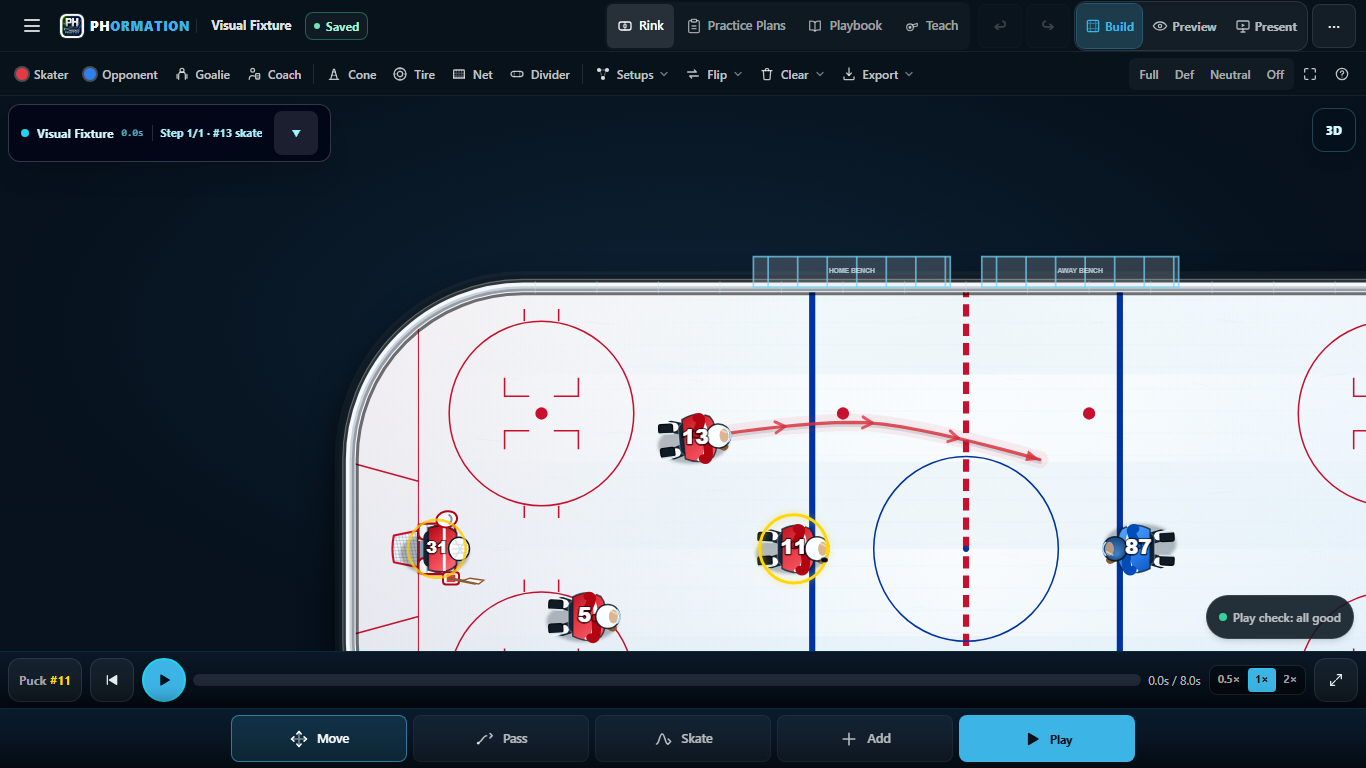 PH PHORMATION Visual Fixture Saved Rink Practice Plans Playbook Teach Build Preview Present ...
Skater Opponent Goalie Coach Cone Tire Net Divider Setups Flip Clear Export Full Def Neutral Off
Visual Fixture 0.0s Step 1/1 · #13 skate 3D
HOME BENCH AWAY BENCH
13
31 11 87
5
Play check: all good
Puck #11 0.0s / 8.0s 0.5× 1× 2×
Move Pass Skate Add Play